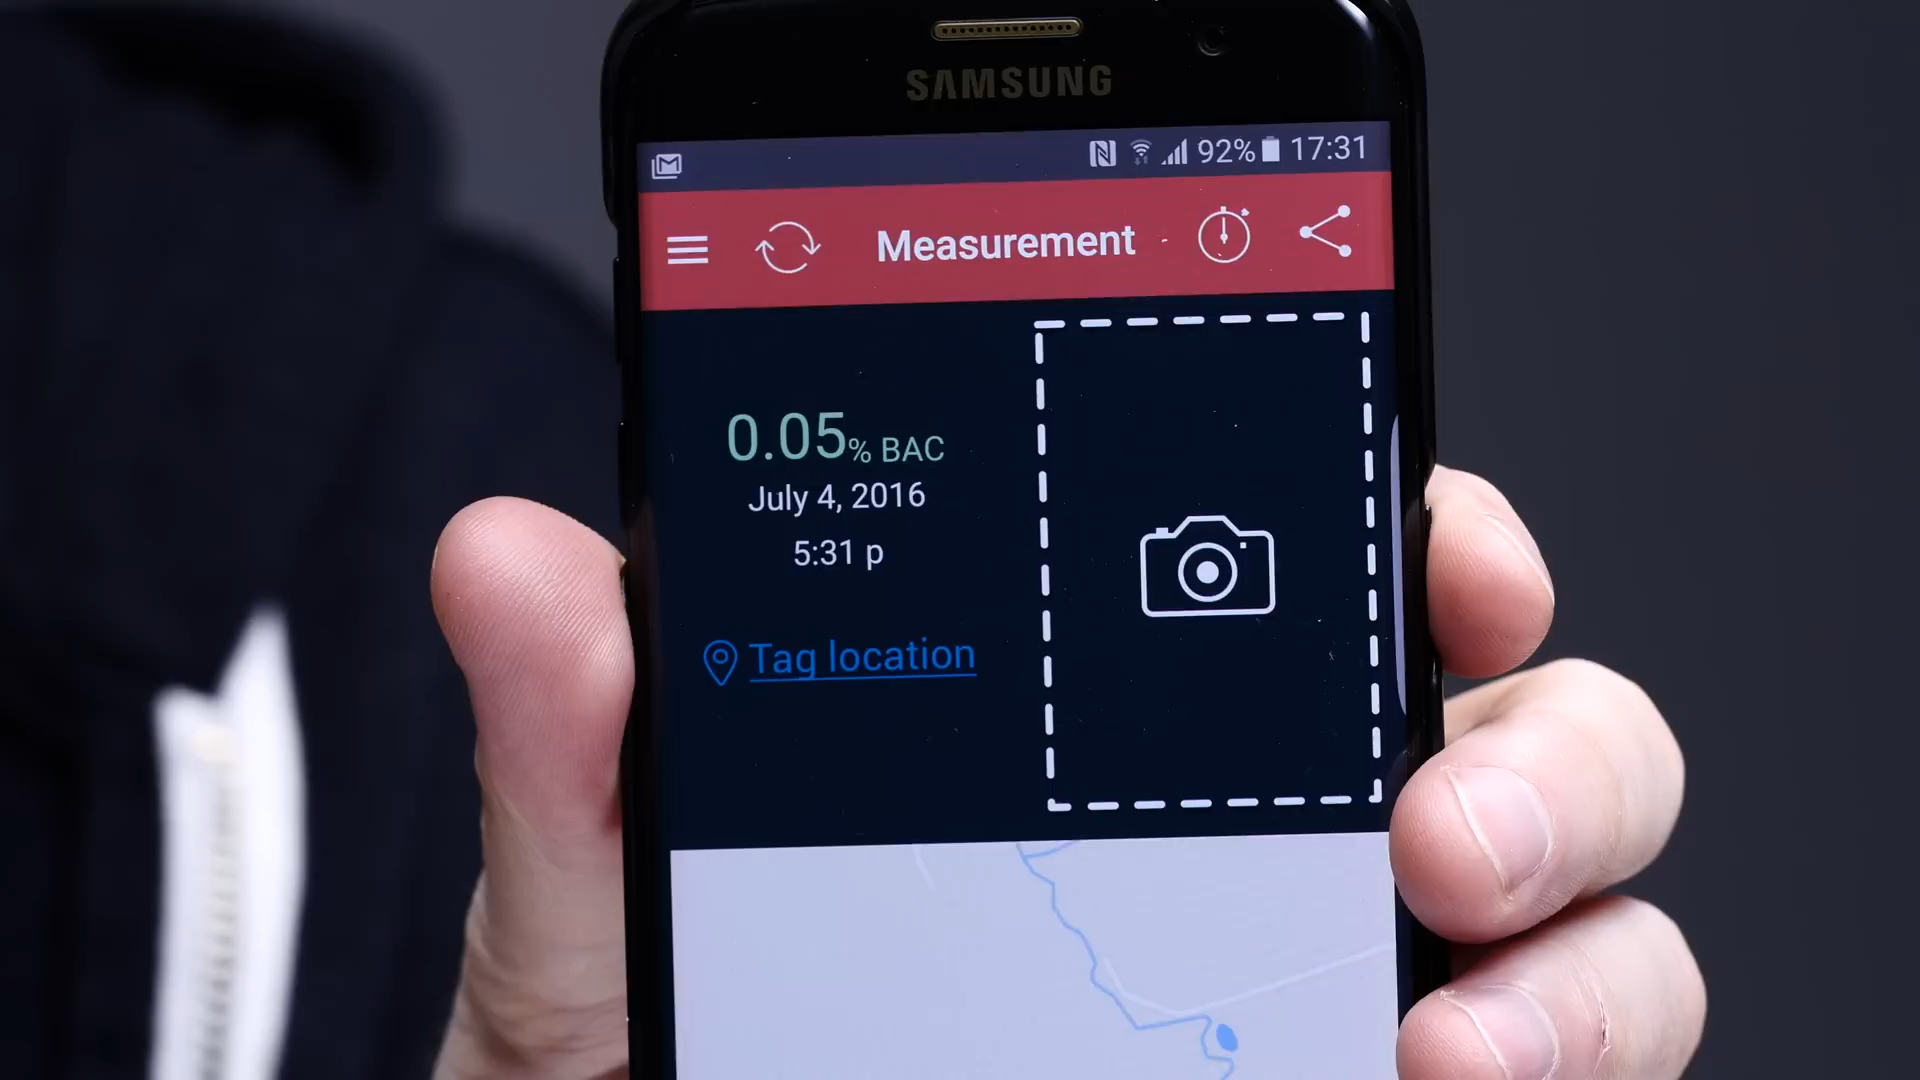 SAMSUNG
92% 17:31
Measurement
0.05% BAC
July 4, 2016
5:31 p
Tag location